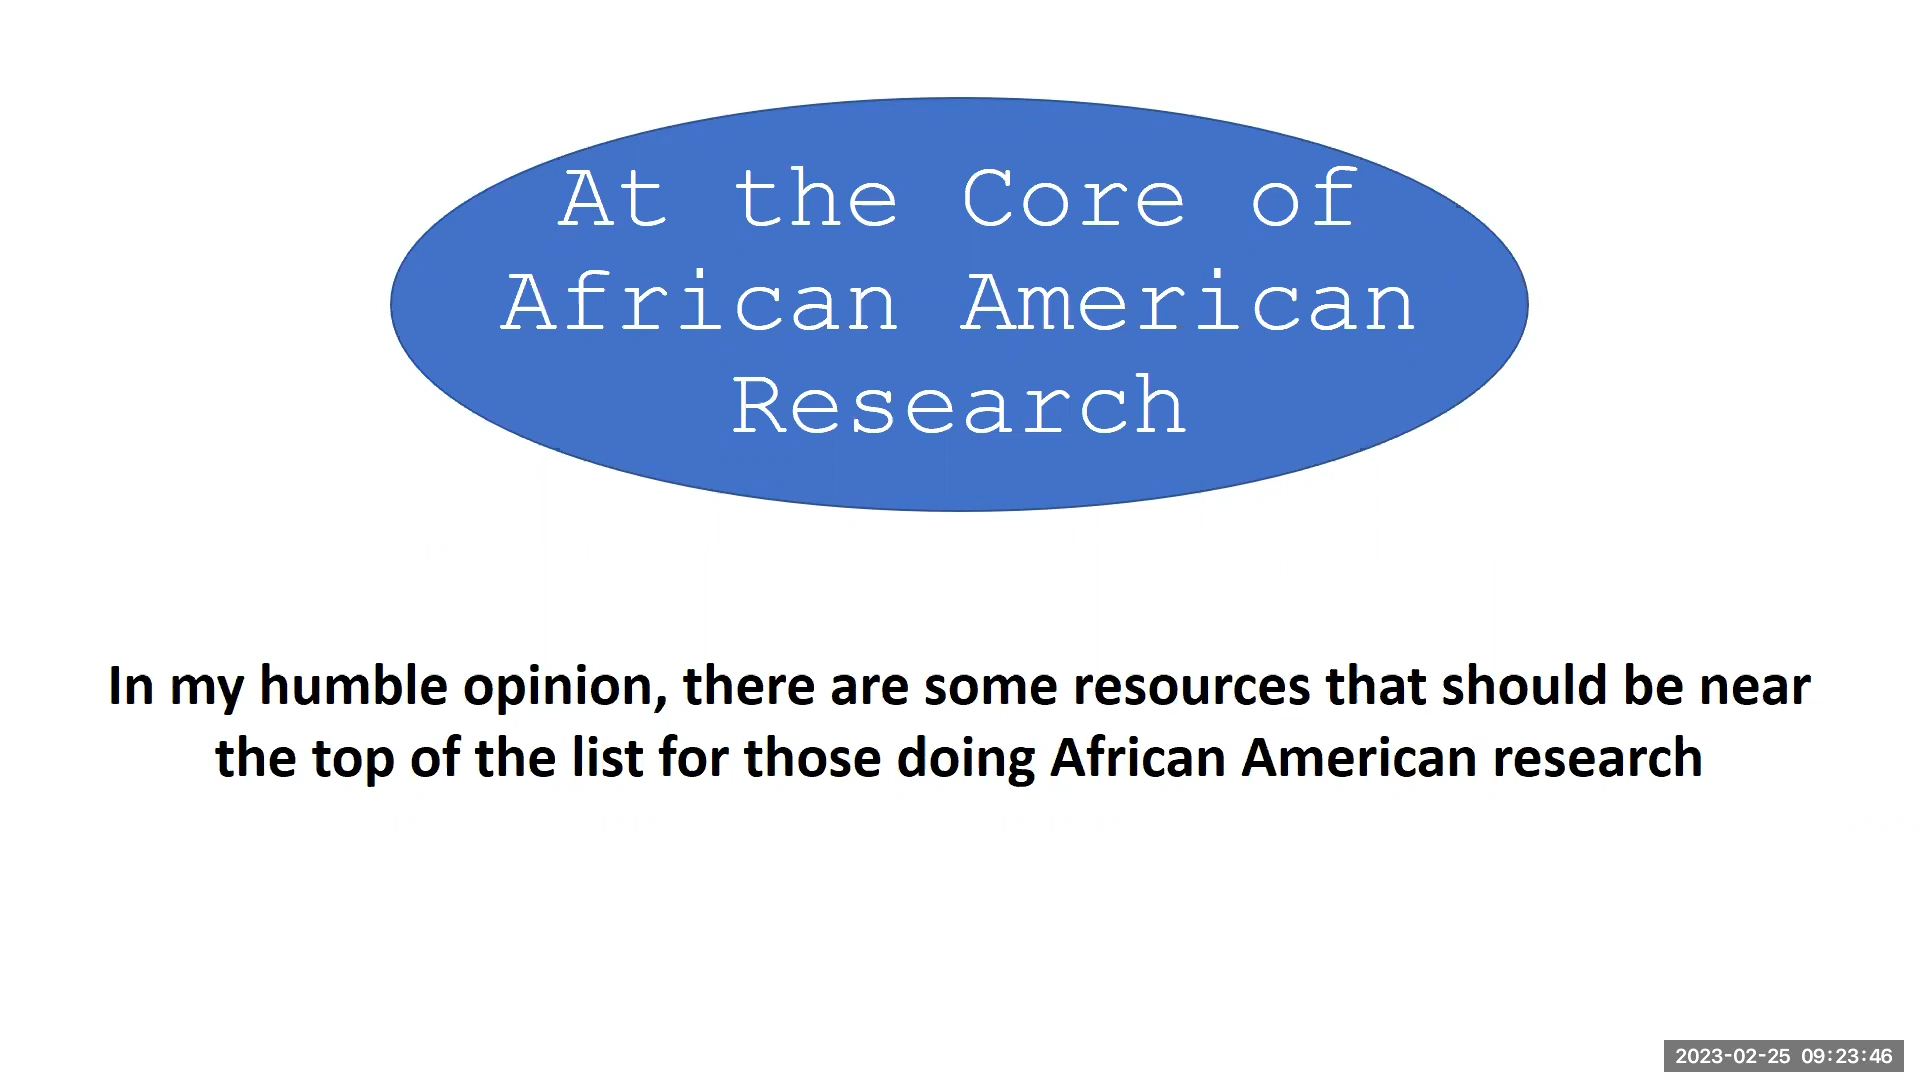 At the Core of
African American
Research
In my humble opinion, there are some resources that should be near
the top of the list for those doing African American research
2023-02-25 09:23:46